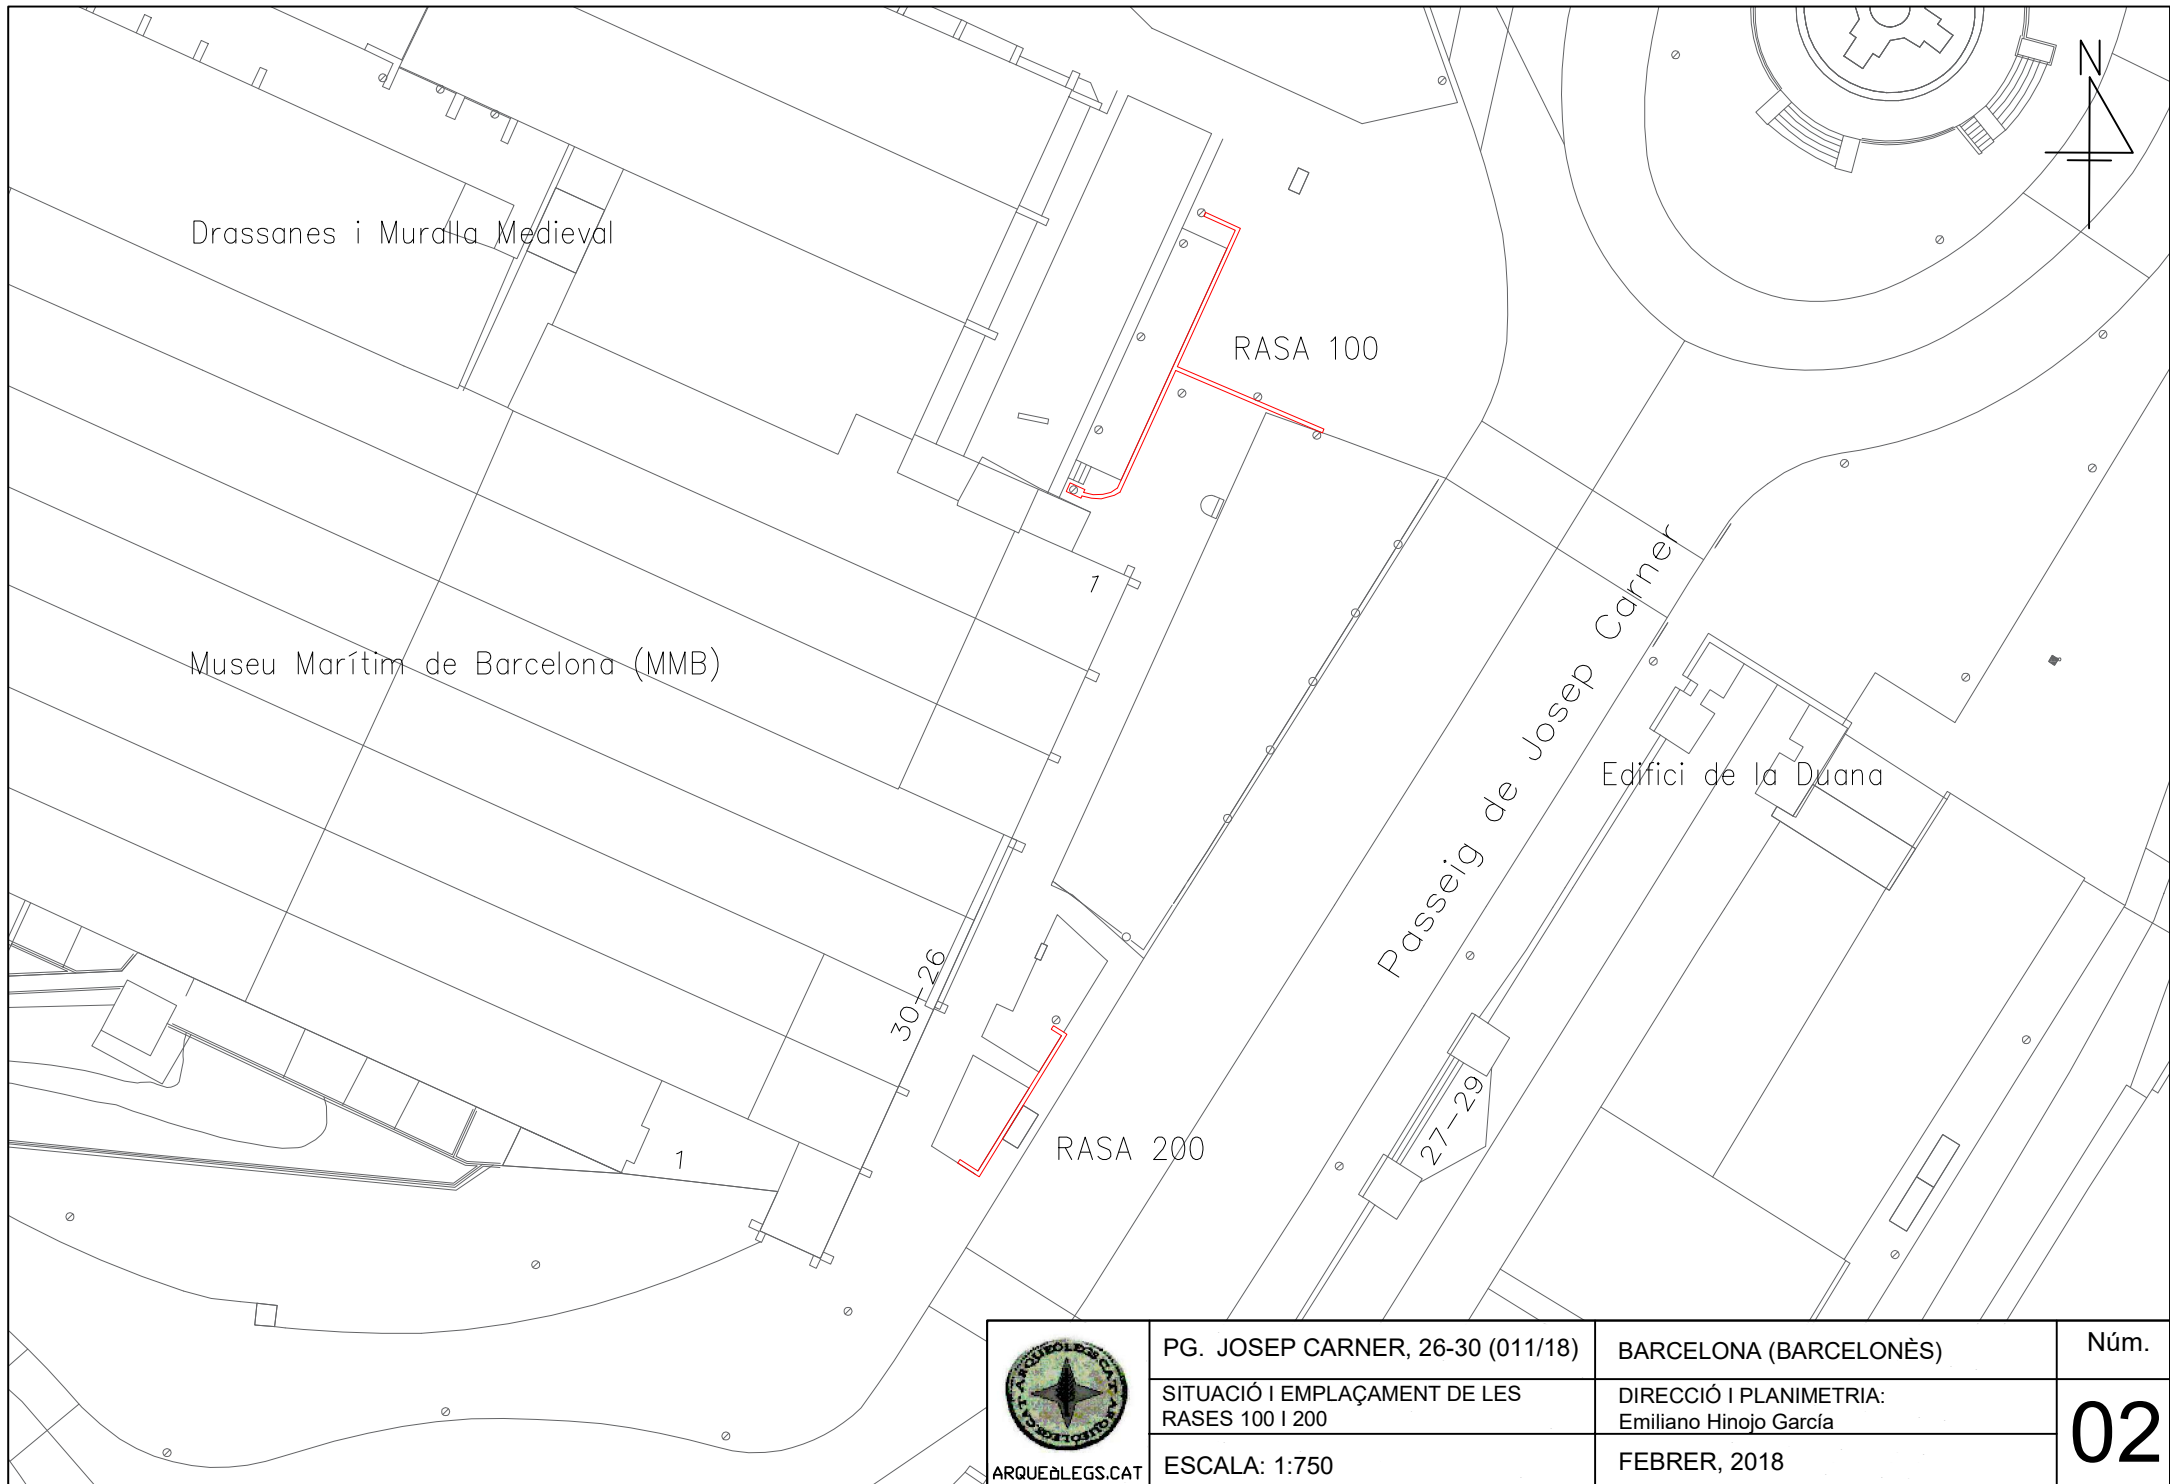 N
Drassanes i Muralla Medieval
RASA 100
1
Museu Marítim de Barcelona (MMB)
Passeig de Josep Carner
Edifici de la Duana
30-26
27-29
RASA 200
1
ARQUEÒLEGS.CAT
PG. JOSEP CARNER, 26-30 (011/18)
BARCELONA (BARCELONÈS)
Núm.
SITUACIÓ I EMPLAÇAMENT DE LES
RASES 100 I 200
DIRECCIÓ I PLANIMETRIA:
Emiliano Hinojo García
02
ESCALA: 1:750
FEBRER, 2018